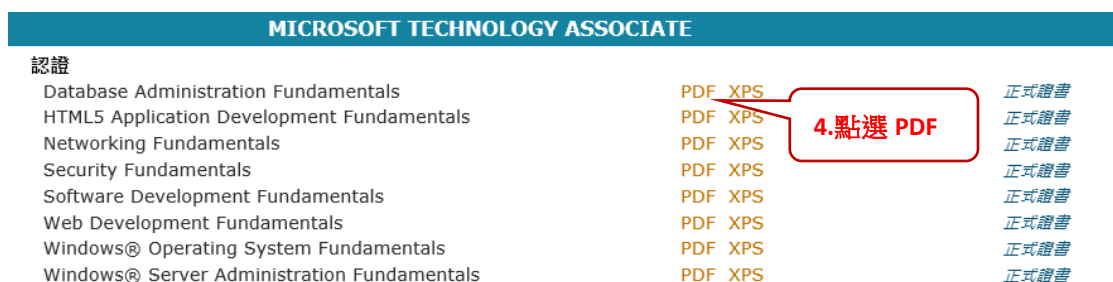 MICROSOFT TECHNOLOGY ASSOCIATE
認證
Database Administration Fundamentals PDF XPS 正式證書
HTML5 Application Development Fundamentals PDF XPS 正式證書
4.點選 PDF
Networking Fundamentals PDF XPS 正式證書
Security Fundamentals PDF XPS 正式證書
Software Development Fundamentals PDF XPS 正式證書
Web Development Fundamentals PDF XPS 正式證書
Windows® Operating System Fundamentals PDF XPS 正式證書
Windows® Server Administration Fundamentals PDF XPS 正式證書